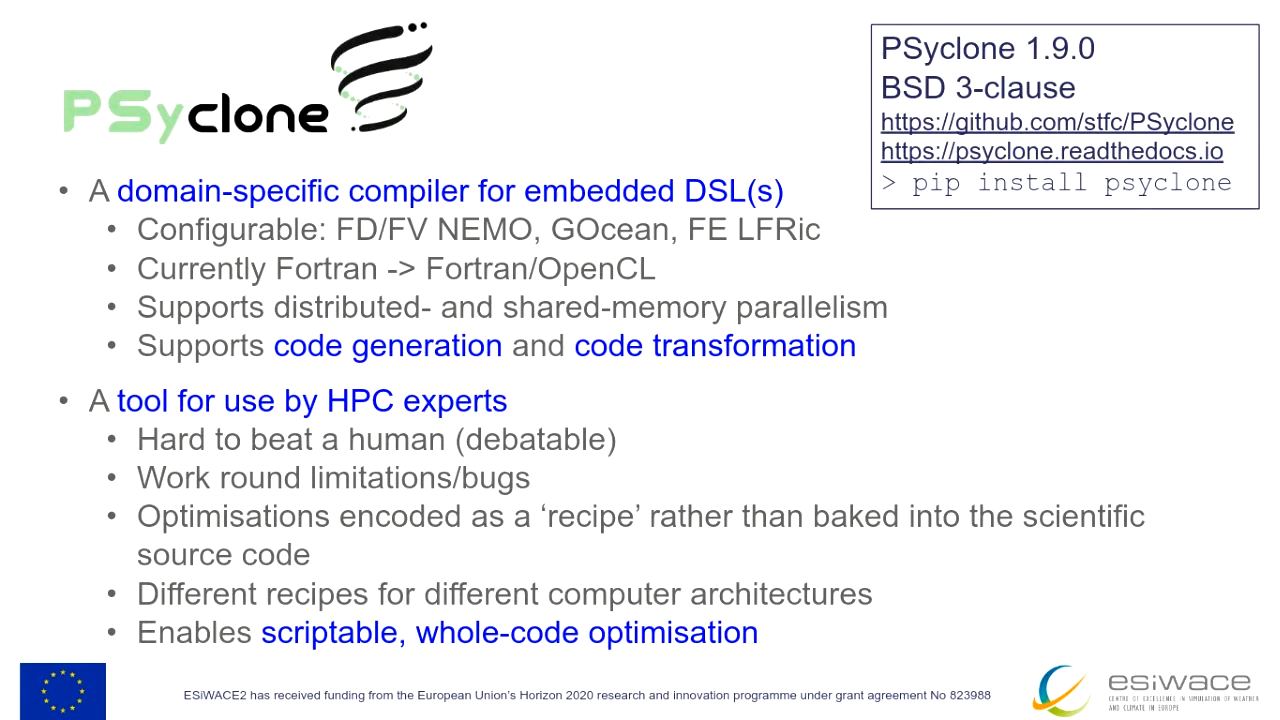 PSyclone
PSyclone 1.9.0
BSD 3-clause
https://github.com/stfc/PSyclone
https://psyclone.readthedocs.io
> pip install psyclone
• A domain-specific compiler for embedded DSL(s)
• Configurable: FD/FV NEMO, GOcean, FE LFRic
• Currently Fortran -> Fortran/OpenCL
• Supports distributed- and shared-memory parallelism
• Supports code generation and code transformation
• A tool for use by HPC experts
• Hard to beat a human (debatable)
• Work round limitations/bugs
• Optimisations encoded as a ‘recipe’ rather than baked into the scientific
source code
• Different recipes for different computer architectures
• Enables scriptable, whole-code optimisation
ESiWACE2 has received funding from the European Union’s Horizon 2020 research and innovation programme under grant agreement No 823988
esiwace
CENTRE OF EXCELLENCE IN SIMULATION OF WEATHER
AND CLIMATE IN EUROPE